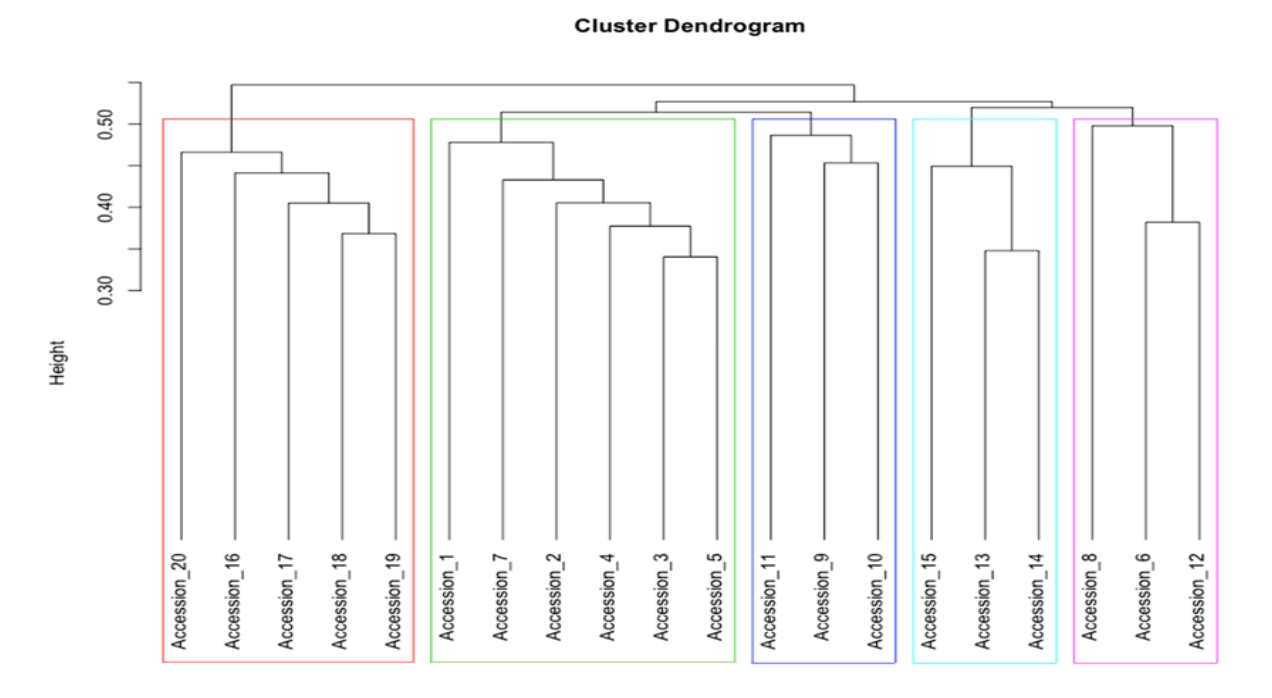 Cluster Dendrogram
Height
0.50
0.40
0.30
Accession_20
Accession_16
Accession_17
Accession_18
Accession_19
Accession_1
Accession_7
Accession_2
Accession_4
Accession_3
Accession_5
Accession_11
Accession_9
Accession_10
Accession_15
Accession_13
Accession_14
Accession_8
Accession_6
Accession_12